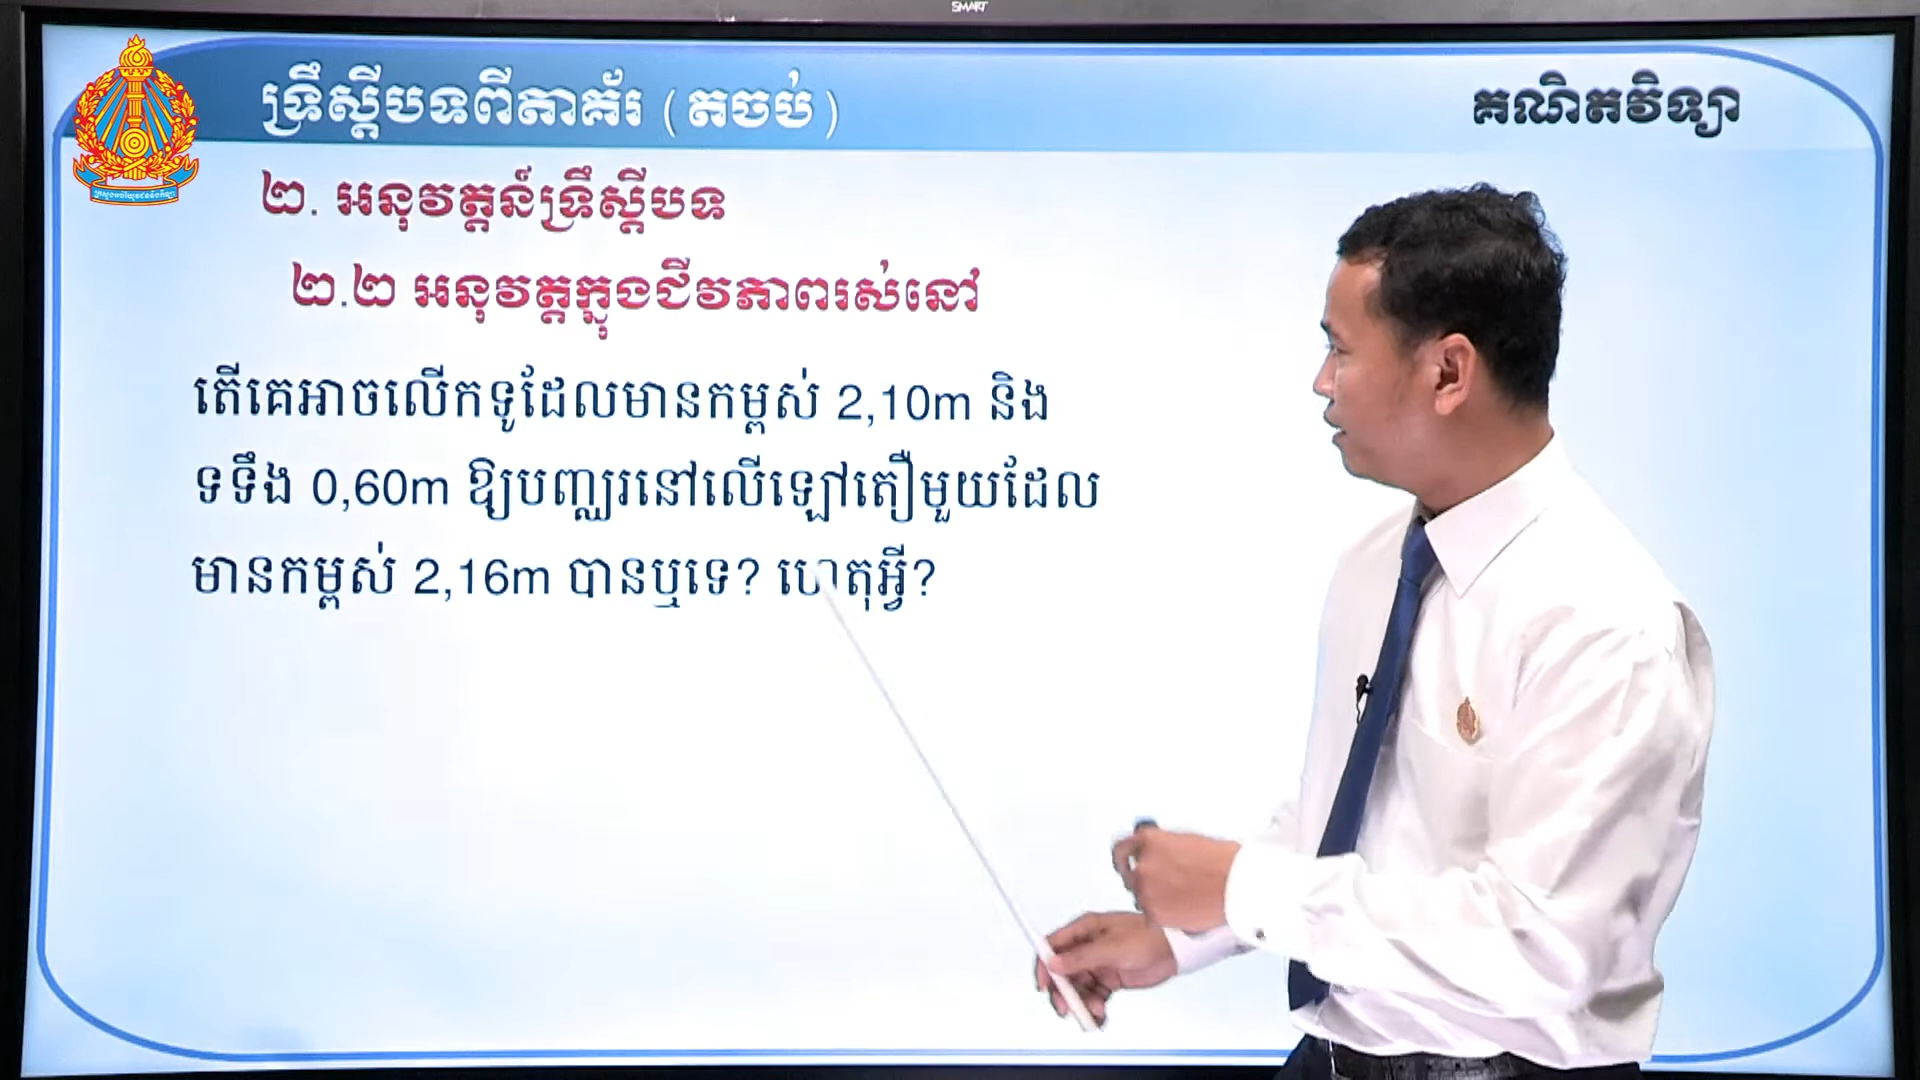 SMART
ទ្រឹស្តីបទពីតាគ័រ (តចប់)
គណិតវិទ្យា
២. អនុវត្តន៍ទ្រឹស្តីបទ
២.២ អនុវត្តក្នុងជីវភាពរស់នៅ
តើគេអាចលើកទូដែលមានកម្ពស់ 2,10m និង
ទទឹង 0,60m ឱ្យបញ្ឈរនៅលើឡៅតឿមួយដែល
មានកម្ពស់ 2,16m បានឬទេ? ហេតុអ្វី?